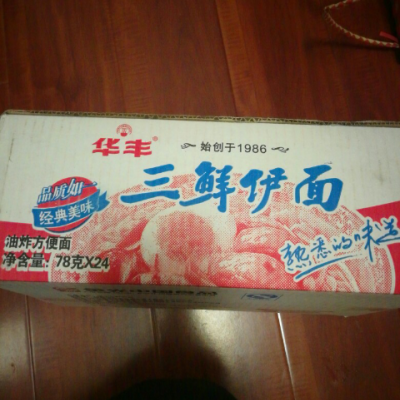 华丰
始创于1986
品质如一
经典美味
三鲜伊面
熟悉的味道
油炸方便面
净含量:78克X24